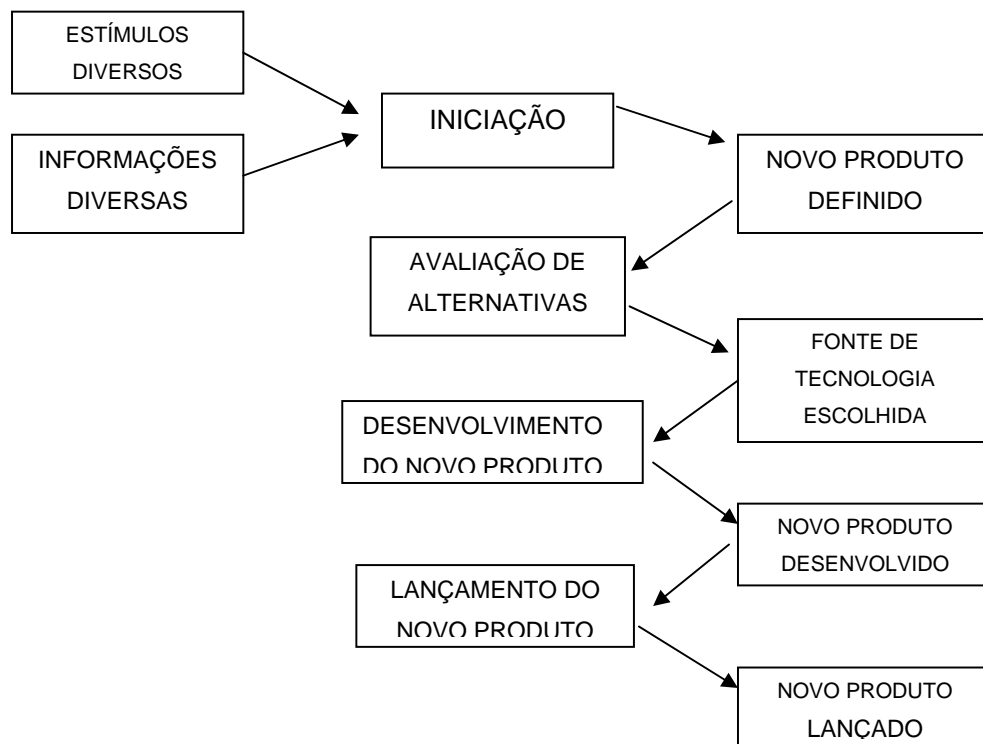 ESTÍMULOS
DIVERSOS
INFORMAÇÕES
DIVERSAS
INICIAÇÃO
NOVO PRODUTO
DEFINIDO
AVALIAÇÃO DE
ALTERNATIVAS
FONTE DE
TECNOLOGIA
ESCOLHIDA
DESENVOLVIMENTO
DO NOVO PRODUTO
NOVO PRODUTO
DESENVOLVIDO
LANÇAMENTO DO
NOVO PRODUTO
NOVO PRODUTO
LANÇADO